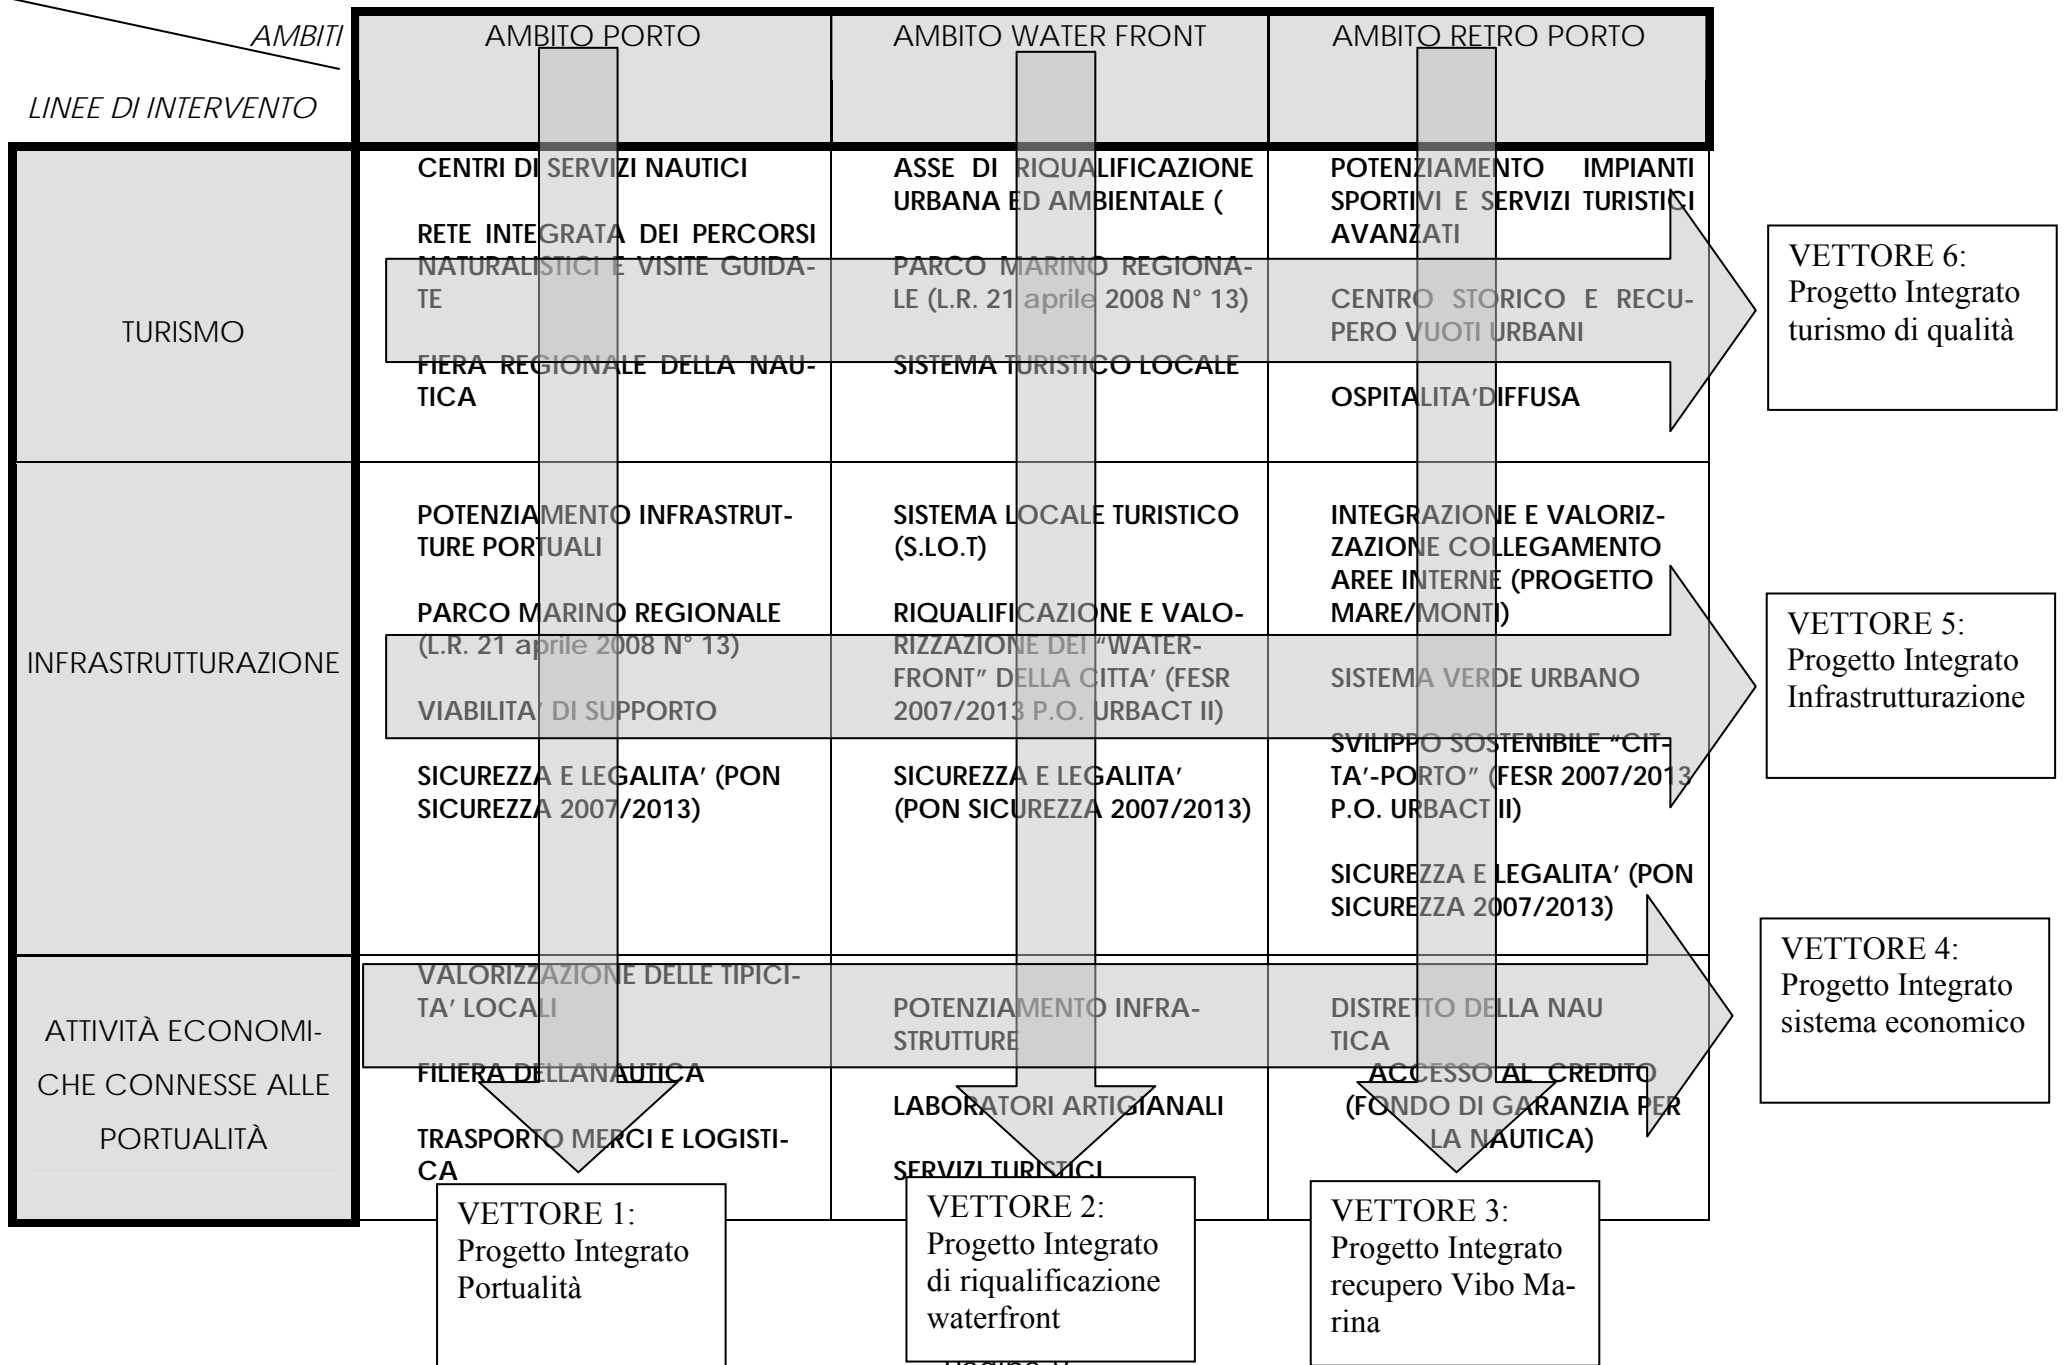 AMBITI
LINEE DI INTERVENTO
AMBITO PORTO
AMBITO WATER FRONT
AMBITO RETRO PORTO
TURISMO
CENTRI DI SERVIZI NAUTICI
RETE INTEGRATA DEI PERCORSI
NATURALISTICI E VISITE GUIDA-
TE
FIERA REGIONALE DELLA NAU-
TICA
ASSE DI RIQUALIFICAZIONE
URBANA ED AMBIENTALE (
PARCO MARINO REGIONA-
LE (L.R. 21 aprile 2008 N° 13)
SISTEMA TURISTICO LOCALE
POTENZIAMENTO IMPIANTI
SPORTIVI E SERVIZI TURISTICI
AVANZATI
CENTRO STORICO E RECU-
PERO VUOTI URBANI
OSPITALITA'DIFFUSA
VETTORE 6:
Progetto Integrato
turismo di qualità
INFRASTRUTTURAZIONE
POTENZIAMENTO INFRASTRUT-
TURE PORTUALI
PARCO MARINO REGIONALE
(L.R. 21 aprile 2008 N° 13)
VIABILITA' DI SUPPORTO
SICUREZZA E LEGALITA' (PON
SICUREZZA 2007/2013)
SISTEMA LOCALE TURISTICO
(S.LO.T)
RIQUALIFICAZIONE E VALO-
RIZZAZIONE DEI “WATER-
FRONT” DELLA CITTA' (FESR
2007/2013 P.O. URBACT II)
SICUREZZA E LEGALITA'
(PON SICUREZZA 2007/2013)
INTEGRAZIONE E VALORIZ-
ZAZIONE COLLEGAMENTO
AREE INTERNE (PROGETTO
MARE/MONTI)
SISTEMA VERDE URBANO
SVILIPPO SOSTENIBILE “CIT-
TA'-PORTO” (FESR 2007/2013
P.O. URBACT II)
SICUREZZA E LEGALITA' (PON
SICUREZZA 2007/2013)
VETTORE 5:
Progetto Integrato
Infrastrutturazione
ATTIVITÀ ECONOMI-
CHE CONNESSE ALLE
PORTUALITÀ
VALORIZZAZIONE DELLE TIPICI-
TA' LOCALI
FILIERA DELLANAUTICA
TRASPORTO MERCI E LOGISTI-
CA
POTENZIAMENTO INFRA-
STRUTTURE
LABORATORI ARTIGIANALI
SERVIZI TURISTICI
DISTRETTO DELLA NAU
TICA
ACCESSO AL CREDITO
(FONDO DI GARANZIA PER
LA NAUTICA)
VETTORE 4:
Progetto Integrato
sistema economico
VETTORE 1:
Progetto Integrato
Portualità
VETTORE 2:
Progetto Integrato
di riqualificazione
waterfront
VETTORE 3:
Progetto Integrato
recupero Vibo Ma-
rina